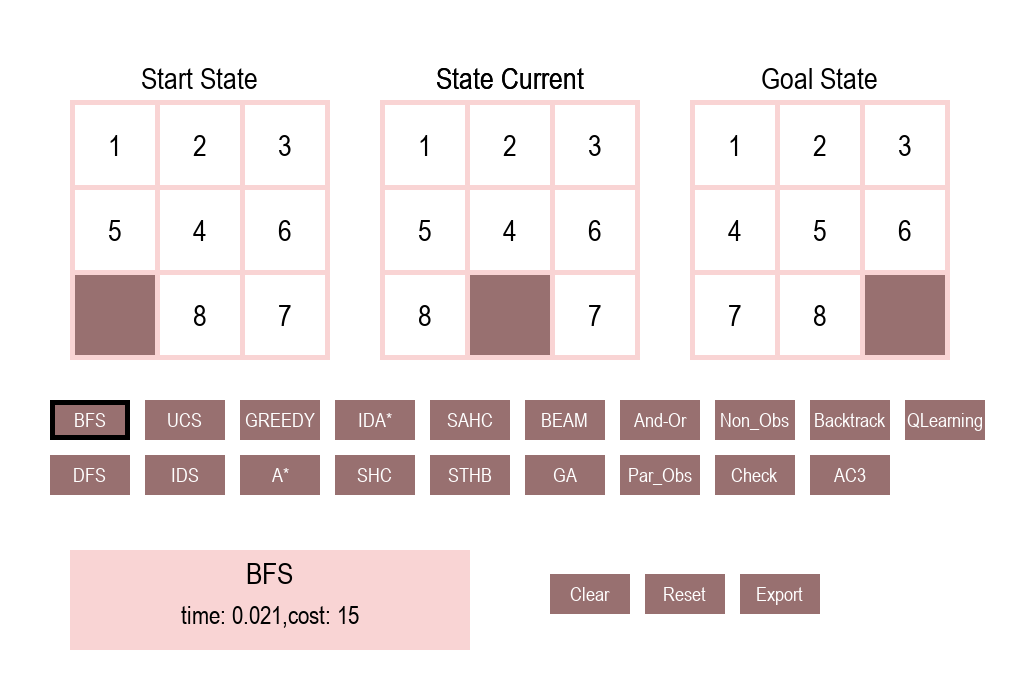 Start State State Current Goal State
1 2 3 1 2 3 1 2 3
5 4 6 5 4 6 4 5 6
8 7 8 7 7 8
BFS UCS GREEDY IDA* SAHC BEAM And-Or Non_Obs Backtrack QLearning
DFS IDS A* SHC STHB GA Par_Obs Check AC3
BFS
time: 0.021,cost: 15
Clear Reset Export